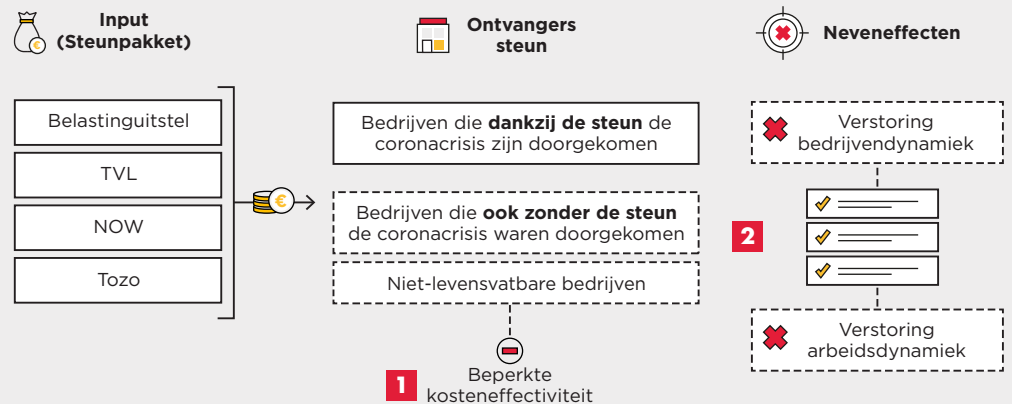 Input
(Steunpakket)
Belastinguitstel
TVL
NOW
Tozo
€
€
Ontvangers
steun
Bedrijven die dankzij de steun de
coronacrisis zijn doorgekomen
Bedrijven die ook zonder de steun
de coronacrisis waren doorgekomen
Niet-levensvatbare bedrijven
1
Beperkte
kosteneffectiviteit
Neveneffecten
Verstoring
bedrijvendynamiek
2
Verstoring
arbeidsdynamiek